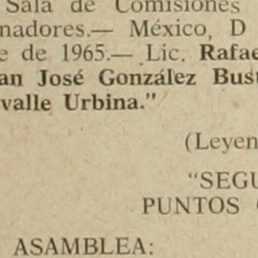 Sala de Comisiones
nadores.— México, D
e de 1965.— Lic. Rafae
an José González Bust
valle Urbina."
(Leyen
"SEGU
PUNTOS
ASAMBLEA: